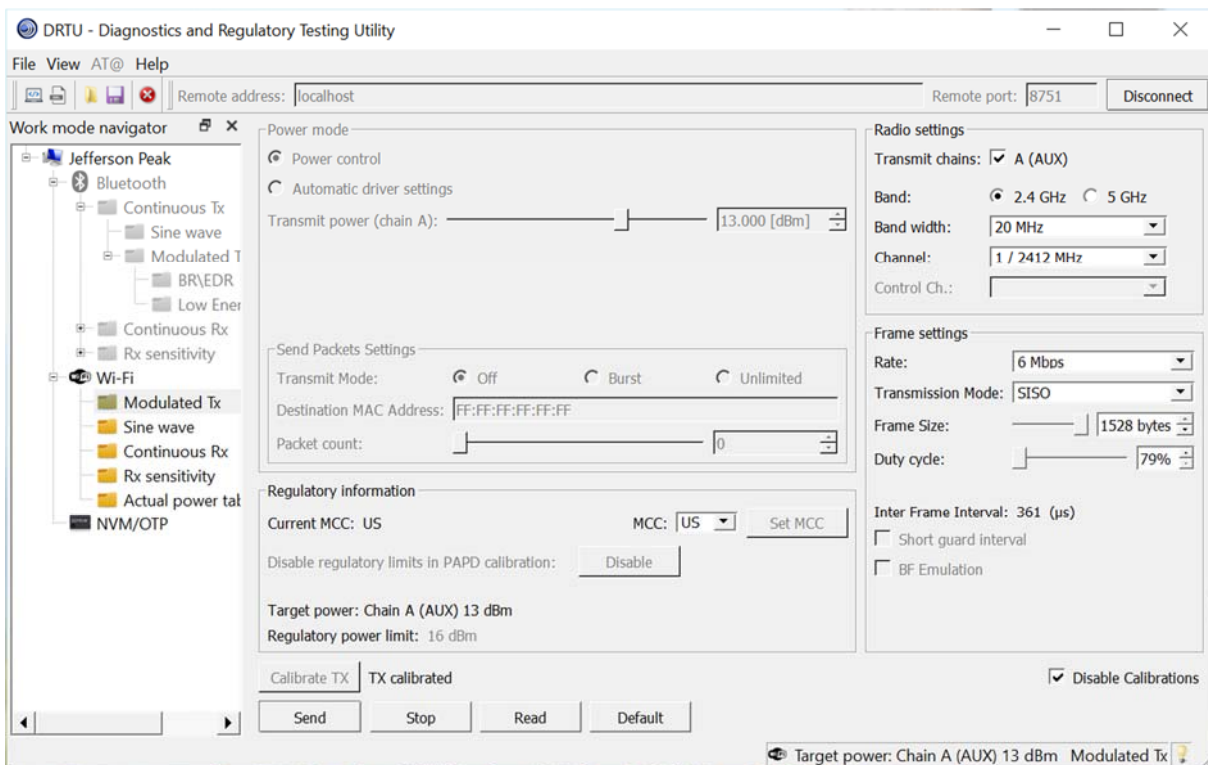 DRTU - Diagnostics and Regulatory Testing Utility
File View AT@ Help
Remote address: localhost Remote port: 8751 Disconnect
Work mode navigator
Jefferson Peak
Bluetooth
Continuous Tx
Sine wave
Modulated T
BR\EDR
Low Ener
Continuous Rx
Rx sensitivity
Wi-Fi
Modulated Tx
Sine wave
Continuous Rx
Rx sensitivity
Actual power tal
NVM/OTP
Power mode
Power control
Automatic driver settings
Transmit power (chain A): 13.000 [dBm]
Send Packets Settings
Transmit Mode: Off Burst Unlimited
Destination MAC Address: FF:FF:FF:FF:FF:FF
Packet count: 0
Regulatory information
Current MCC: US MCC: US Set MCC
Disable regulatory limits in PAPD calibration: Disable
Target power: Chain A (AUX) 13 dBm
Regulatory power limit: 16 dBm
Calibrate TX TX calibrated
Send Stop Read Default
Radio settings
Transmit chains: A (AUX)
Band: 2.4 GHz 5 GHz
Band width: 20 MHz
Channel: 1 / 2412 MHz
Control Ch.:
Frame settings
Rate: 6 Mbps
Transmission Mode: SISO
Frame Size: 1528 bytes
Duty cycle: 79%
Inter Frame Interval: 361 (µs)
Short guard interval
BF Emulation
Disable Calibrations
Target power: Chain A (AUX) 13 dBm Modulated Tx